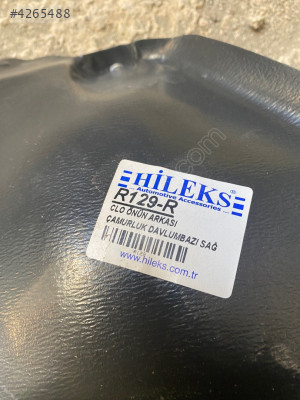 #4265488
HİLEKS®
Automotive Accessories
R129-R
CLO ÖNÜN ARKASI
ÇAMURLUK DAVLUMBAZI SAĞ
www.hileks.com.tr